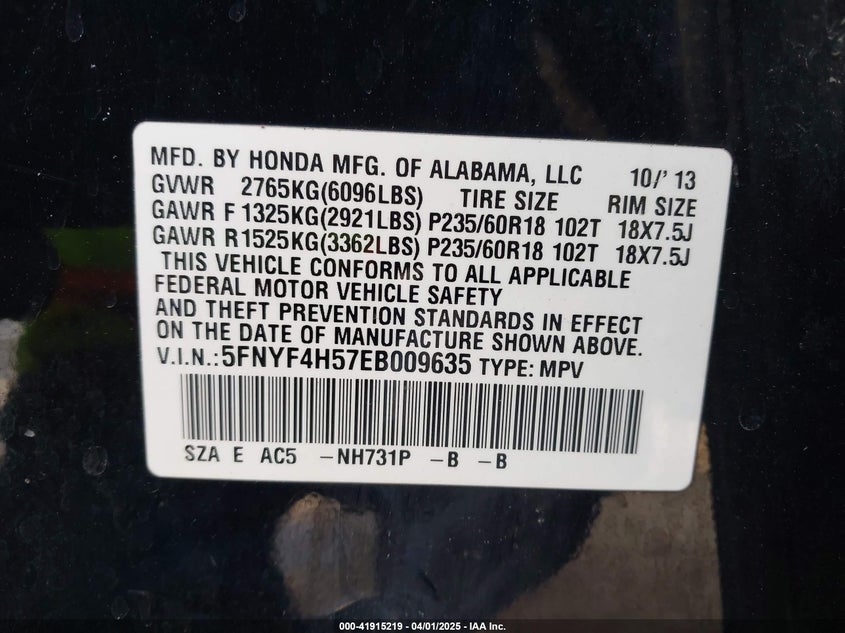 MFD. BY HONDA MFG. OF ALABAMA, LLC 10/'13
GVWR 2765KG(6096LBS) TIRE SIZE RIM SIZE
GAWR F 1325KG(2921LBS) P235/60R18 102T 18X7.5J
GAWR R 1525KG(3362LBS) P235/60R18 102T 18X7.5J
THIS VEHICLE CONFORMS TO ALL APPLICABLE
FEDERAL MOTOR VEHICLE SAFETY
AND THEFT PREVENTION STANDARDS IN EFFECT
ON THE DATE OF MANUFACTURE SHOWN ABOVE.
V.I.N.:5FNYF4H57EB009635 TYPE: MPV
SZA E AC5 -NH731P -B -B
000-41915219 - 04/01/2025 - IAA Inc.